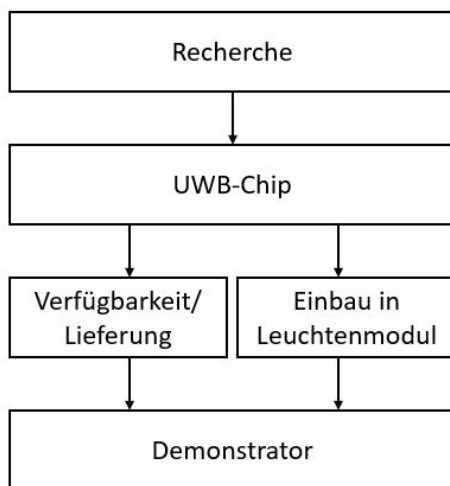 Recherche
UWB-Chip
Verfügbarkeit/
Lieferung
Einbau in
Leuchtenmodul
Demonstrator